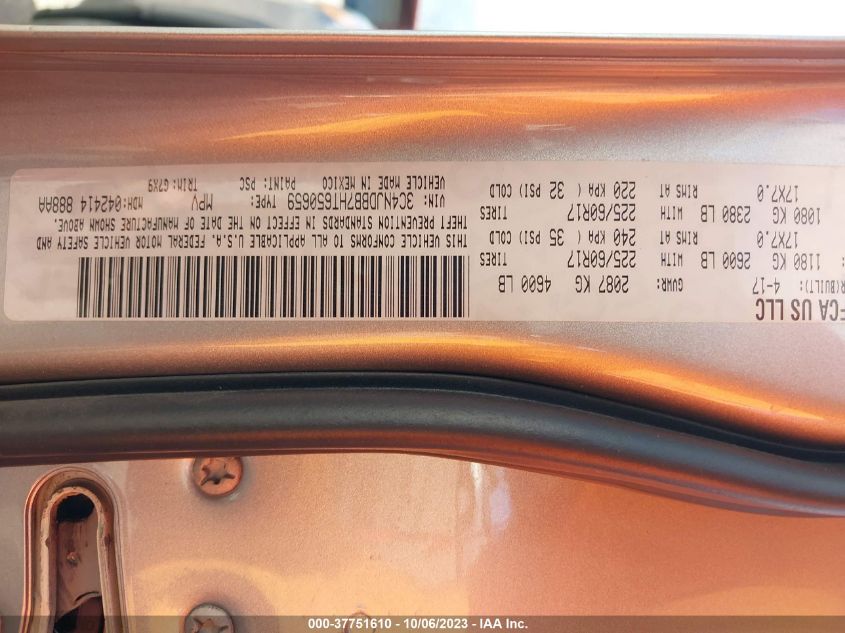 FCA US LLC
R(BUILT): 4-17 GVWR: 2087 KG 4600 LB
1180 KG 2600 LB WITH 225/60R17 TIRES
17X7.0 RIMS AT 240 KPA ( 35 PSI) COLD
1080 KG 2380 LB WITH 225/60R17 TIRES
17X7.0 RIMS AT 220 KPA ( 32 PSI) COLD
THIS VEHICLE CONFORMS TO ALL APPLICABLE U.S.A. FEDERAL MOTOR VEHICLE SAFETY AND
THEFT PREVENTION STANDARDS IN EFFECT ON THE DATE OF MANUFACTURE SHOWN ABOVE.
VIN: 3C4NJDBB7HT650659 TYPE: MPV MDH:042414 888AA
VEHICLE MADE IN MEXICO PAINT: PSC TRIM: G7X9
000-37751610 - 10/06/2023 - IAA Inc.